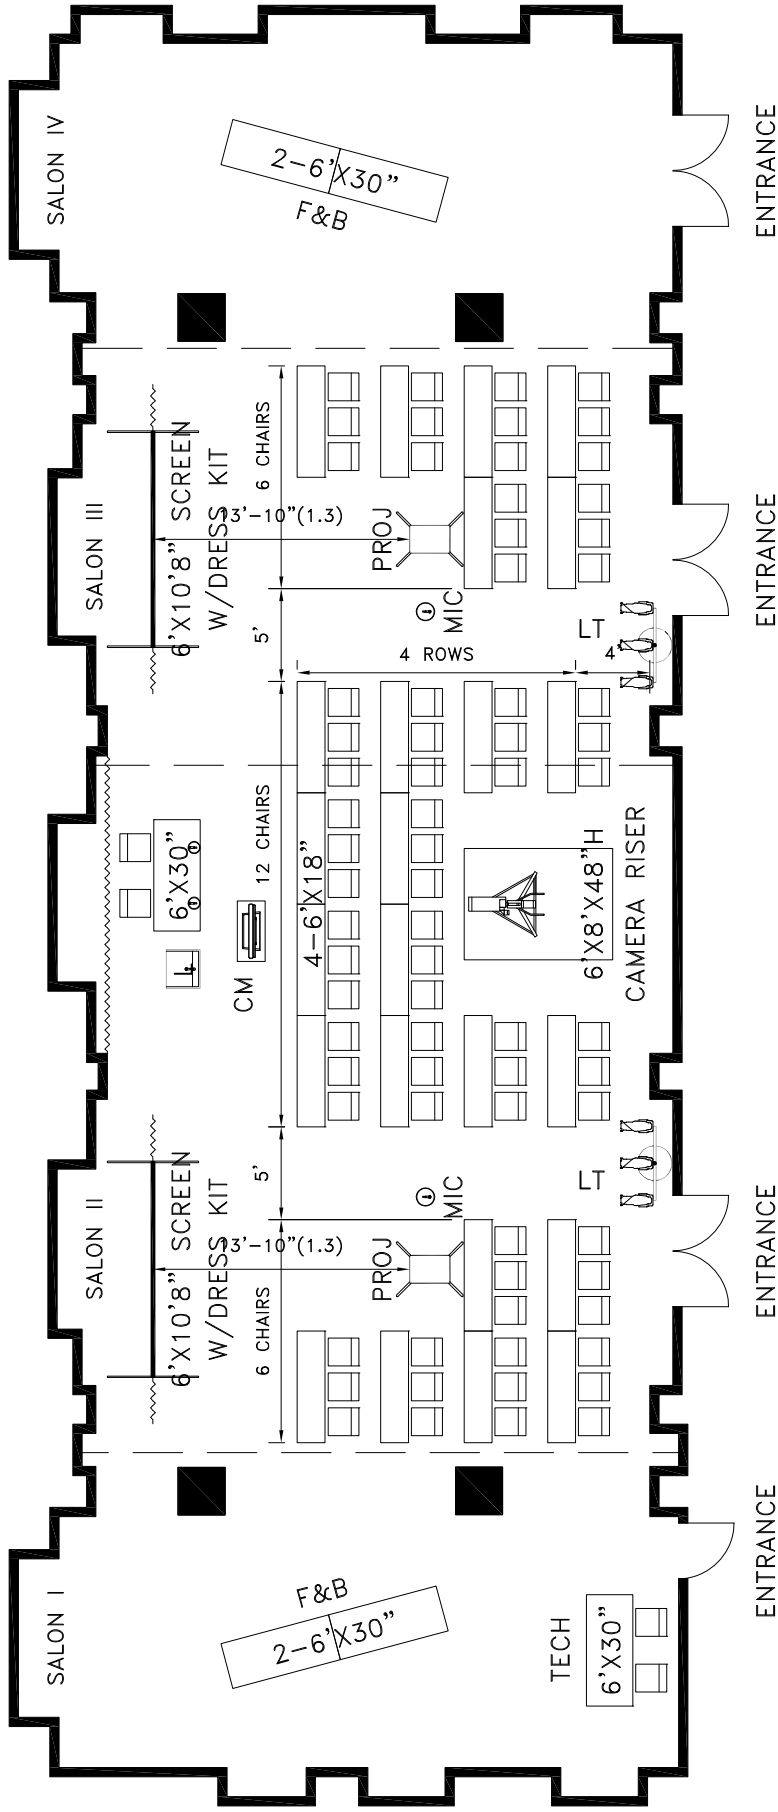 SALON IV
2-6'X30"
F&B
ENTRANCE
6 CHAIRS
SALON III
6'X10'8" SCREEN
W/DRESS KIT
13'-10"(1.3)
PROJ
MIC
ENTRANCE
5'
LT
4 ROWS
4'
12 CHAIRS
6'X30"
4-6'X18"
CM
6'X8'X48"H
CAMERA RISER
5'
MIC
LT
SALON II
6'X10'8" SCREEN
W/DRESS KIT
13'-10"(1.3)
PROJ
6 CHAIRS
ENTRANCE
ENTRANCE
SALON I
F&B
2-6'X30"
TECH
6'X30"